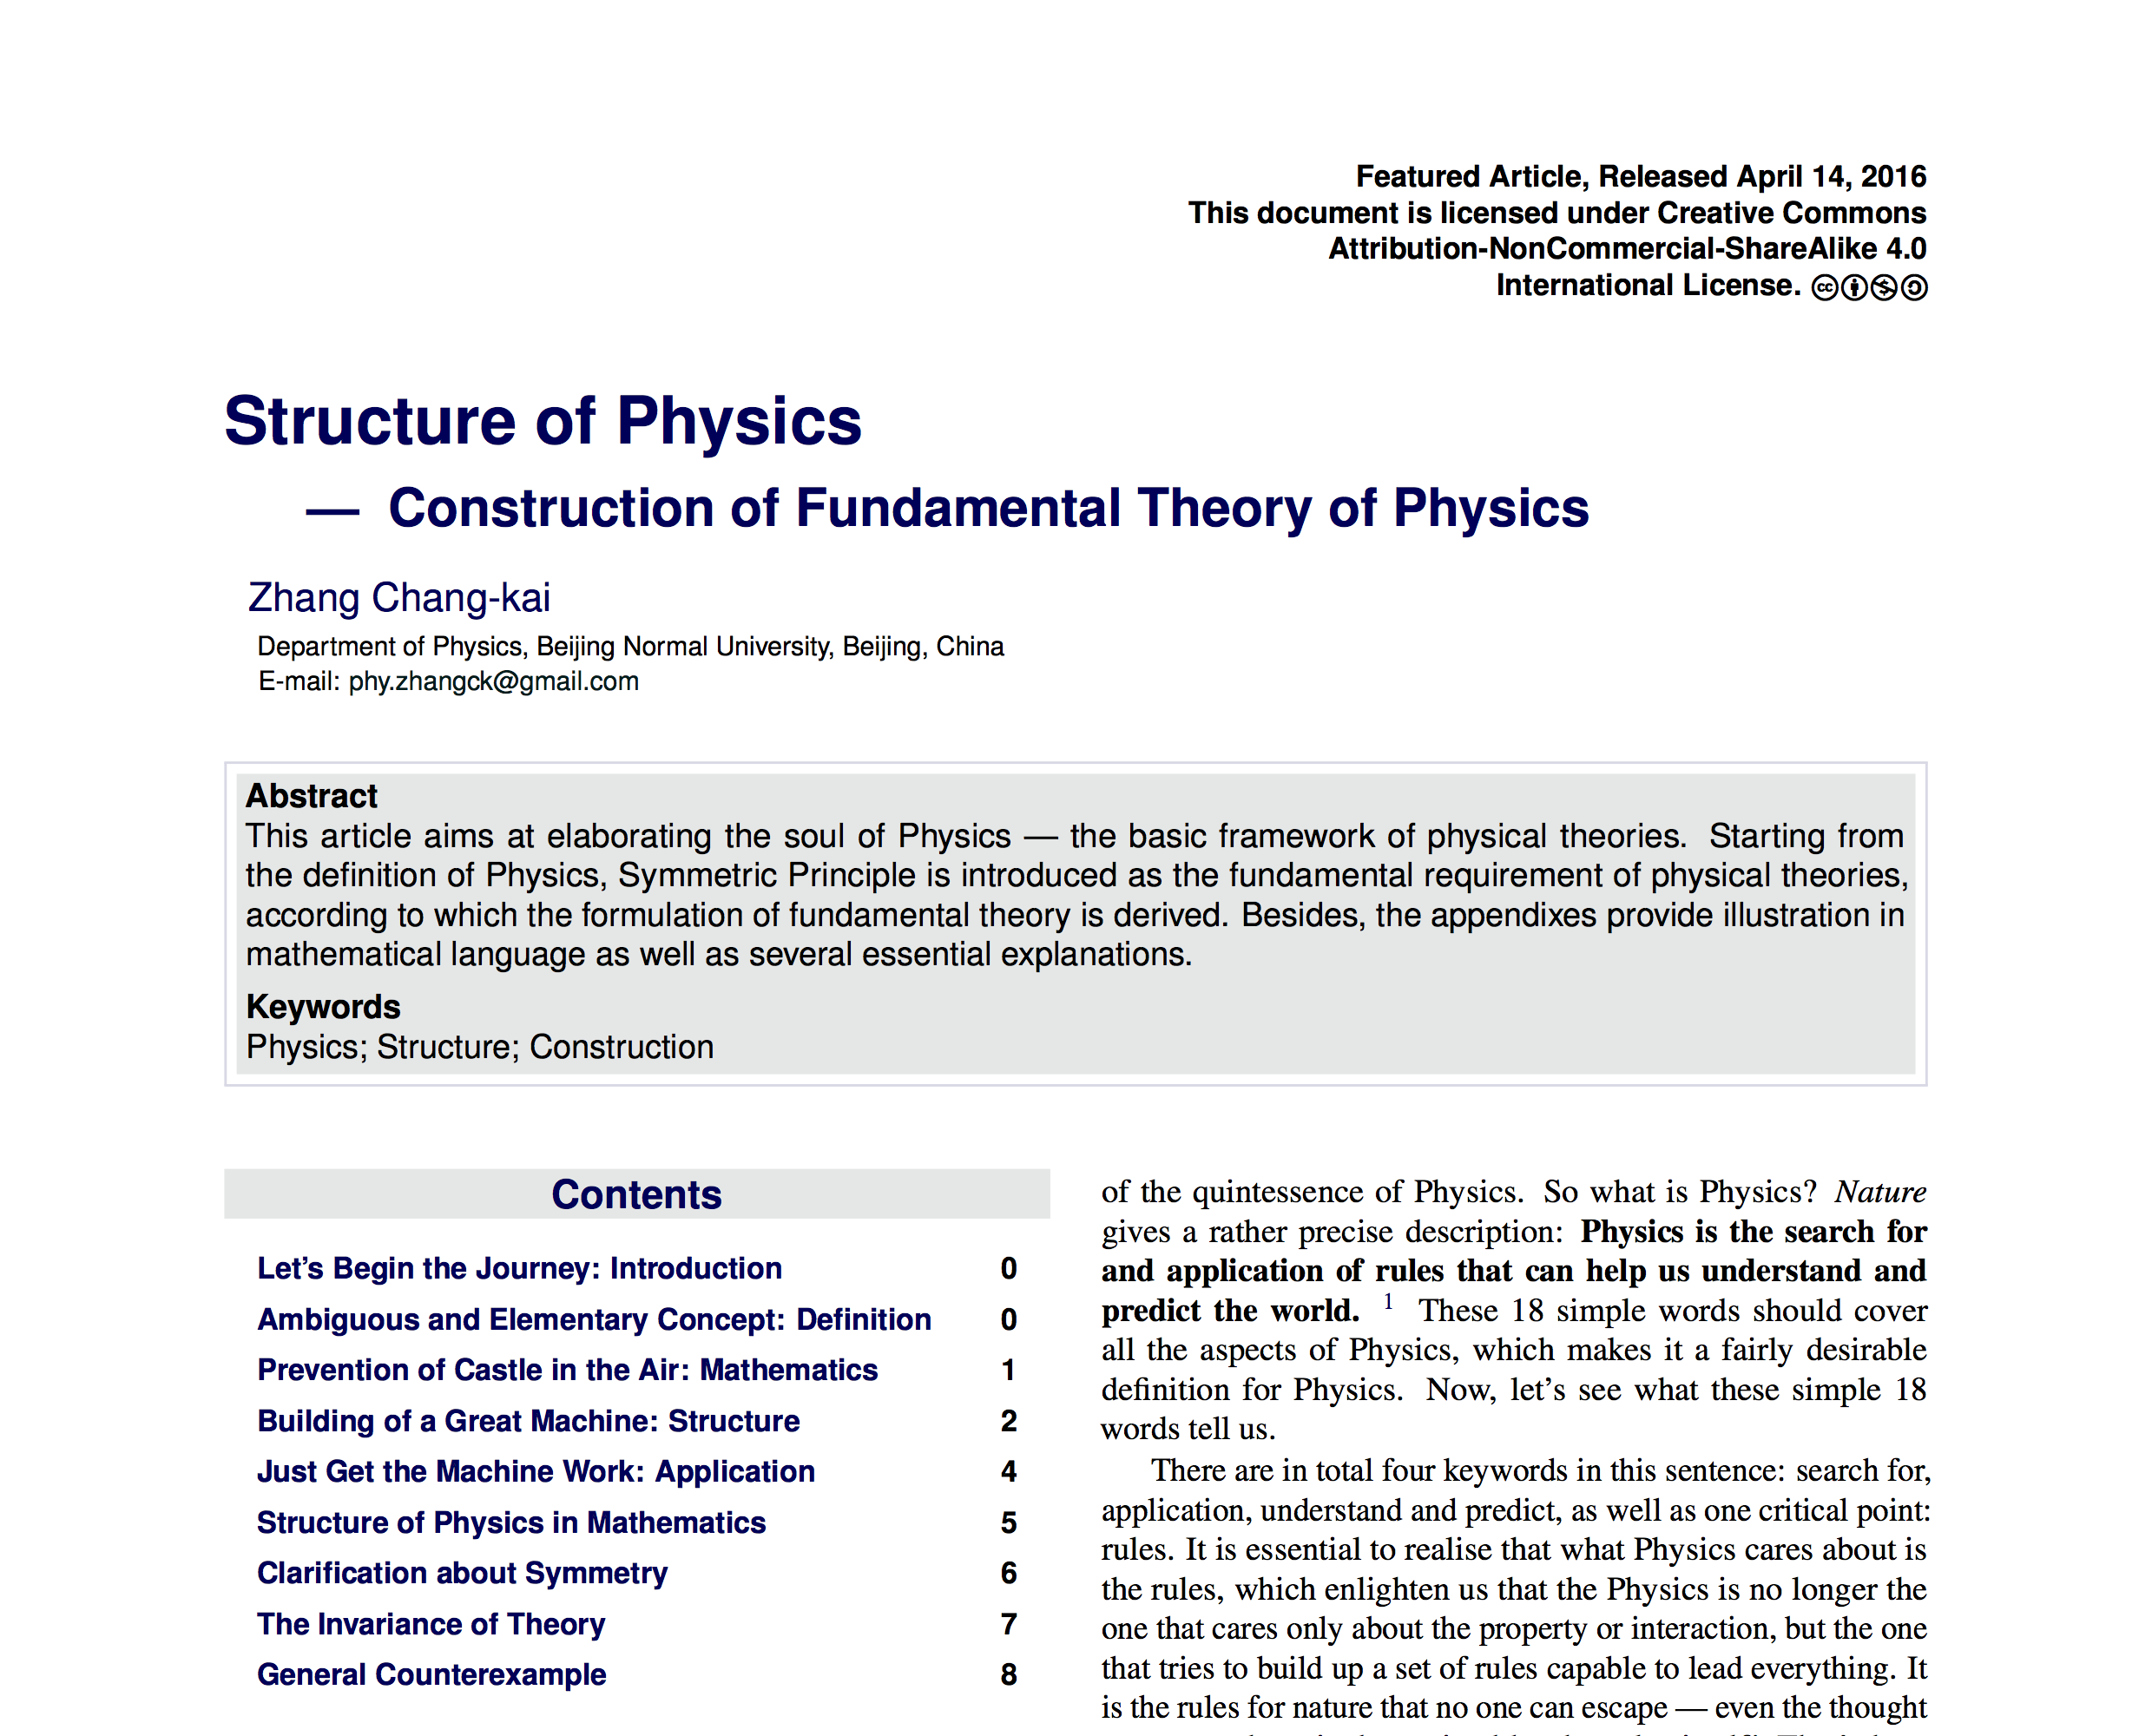 Featured Article, Released April 14, 2016
This document is licensed under Creative Commons
Attribution-NonCommercial-ShareAlike 4.0
International License.
Structure of Physics
— Construction of Fundamental Theory of Physics
Zhang Chang-kai
Department of Physics, Beijing Normal University, Beijing, China
E-mail: phy.zhangck@gmail.com
Abstract
This article aims at elaborating the soul of Physics — the basic framework of physical theories. Starting from
the definition of Physics, Symmetric Principle is introduced as the fundamental requirement of physical theories,
according to which the formulation of fundamental theory is derived. Besides, the appendixes provide illustration in
mathematical language as well as several essential explanations.
Keywords
Physics; Structure; Construction
Contents
Let's Begin the Journey: Introduction 0
Ambiguous and Elementary Concept: Definition 0
Prevention of Castle in the Air: Mathematics 1
Building of a Great Machine: Structure 2
Just Get the Machine Work: Application 4
Structure of Physics in Mathematics 5
Clarification about Symmetry 6
The Invariance of Theory 7
General Counterexample 8
of the quintessence of Physics. So what is Physics? Nature
gives a rather precise description: Physics is the search for
and application of rules that can help us understand and
predict the world. 1 These 18 simple words should cover
all the aspects of Physics, which makes it a fairly desirable
definition for Physics. Now, let's see what these simple 18
words tell us.
There are in total four keywords in this sentence: search for,
application, understand and predict, as well as one critical point:
rules. It is essential to realise that what Physics cares about is
the rules, which enlighten us that the Physics is no longer the
one that cares only about the property or interaction, but the one
that tries to build up a set of rules capable to lead everything. It
is the rules for nature that no one can escape — even the thought